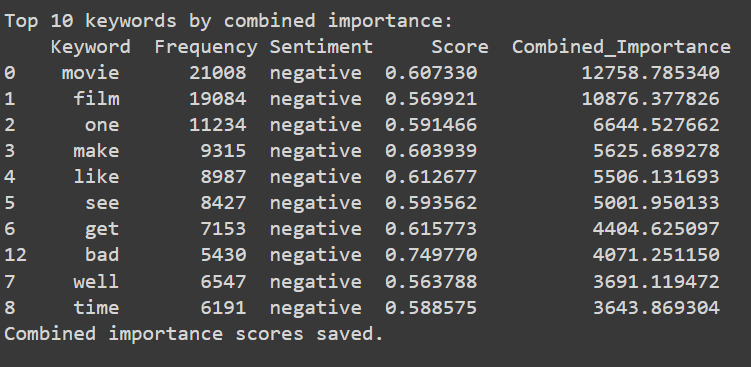 Top 10 keywords by combined importance:
Keyword Frequency Sentiment Score Combined_Importance
0 movie 21008 negative 0.607330 12758.785340
1 film 19084 negative 0.569921 10876.377826
2 one 11234 negative 0.591466 6644.527662
3 make 9315 negative 0.603939 5625.689278
4 like 8987 negative 0.612677 5506.131693
5 see 8427 negative 0.593562 5001.950133
6 get 7153 negative 0.615773 4404.625097
12 bad 5430 negative 0.749770 4071.251150
7 well 6547 negative 0.563788 3691.119472
8 time 6191 negative 0.588575 3643.869304
Combined importance scores saved.